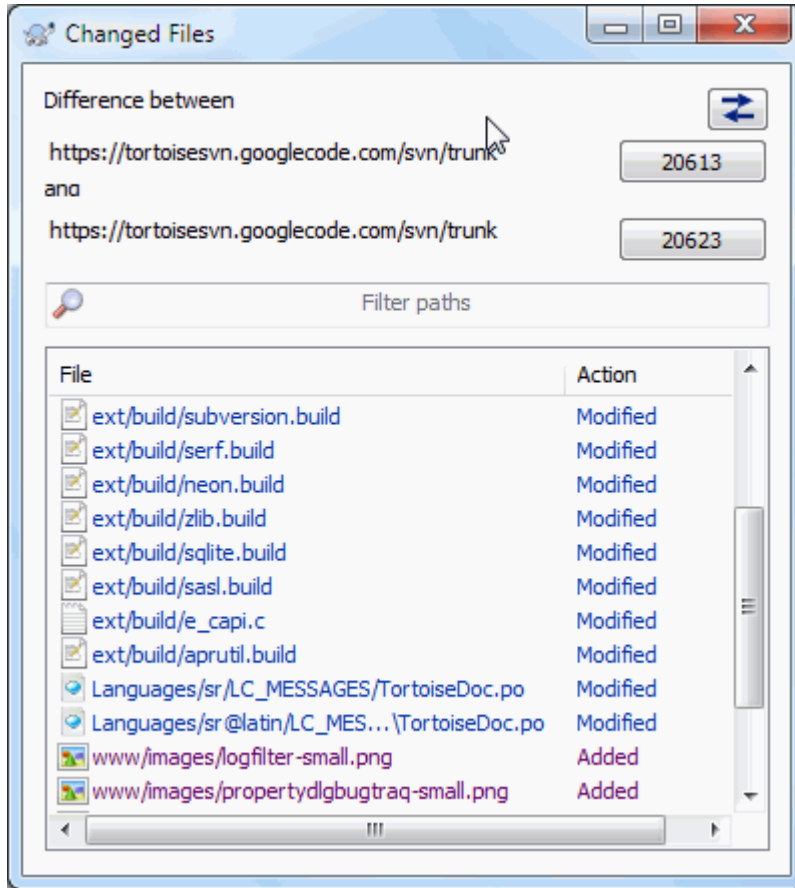 Changed Files
Difference between
https://tortoisesvn.googlecode.com/svn/trunk
20613
and
https://tortoisesvn.googlecode.com/svn/trunk
20623
Filter paths
File Action
ext/build/subversion.build Modified
ext/build/serf.build Modified
ext/build/neon.build Modified
ext/build/zlib.build Modified
ext/build/sqlite.build Modified
ext/build/sasl.build Modified
ext/build/e_capi.c Modified
ext/build/aprutil.build Modified
Languages/sr/LC_MESSAGES/TortoiseDoc.po Modified
Languages/sr@latin/LC_MES...\TortoiseDoc.po Modified
www/images/logfilter-small.png Added
www/images/propertydlgbugtraq-small.png Added